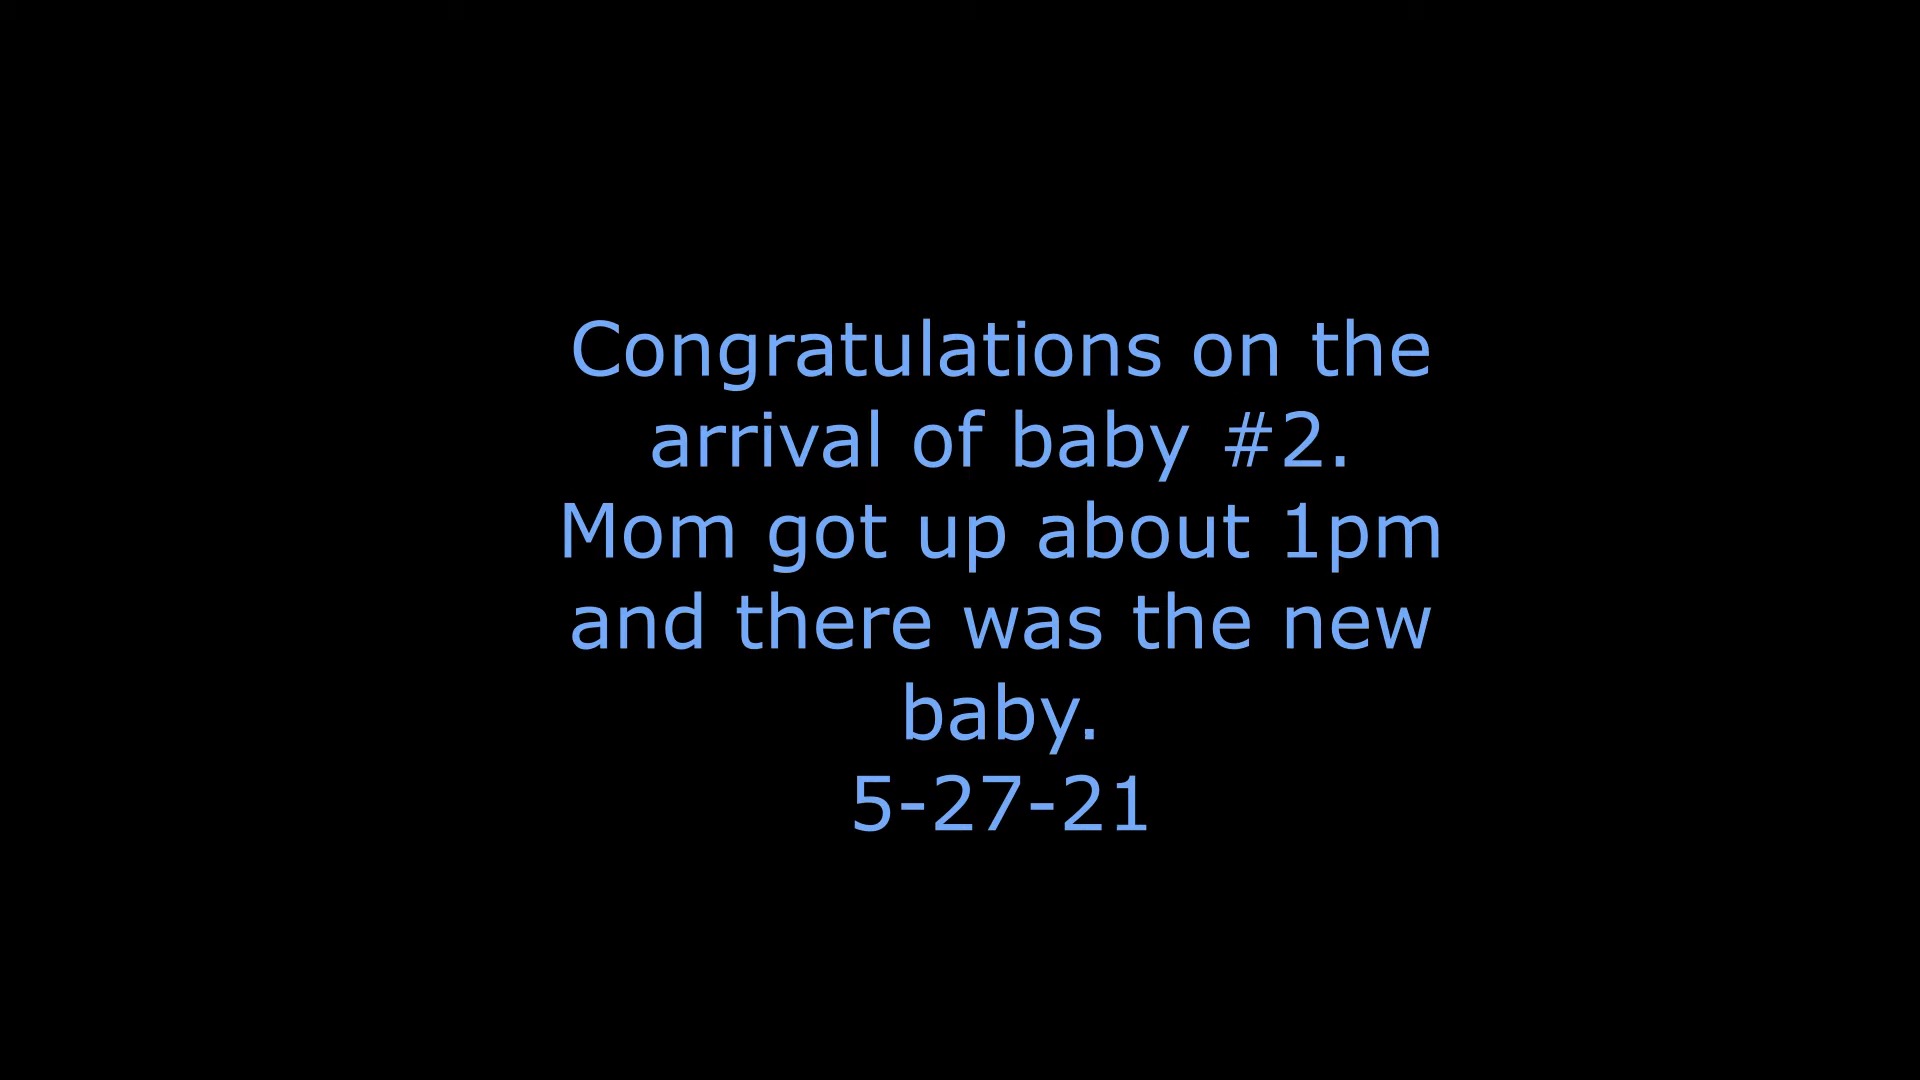 Congratulations on the
arrival of baby #2.
Mom got up about 1pm
and there was the new
baby.
5-27-21